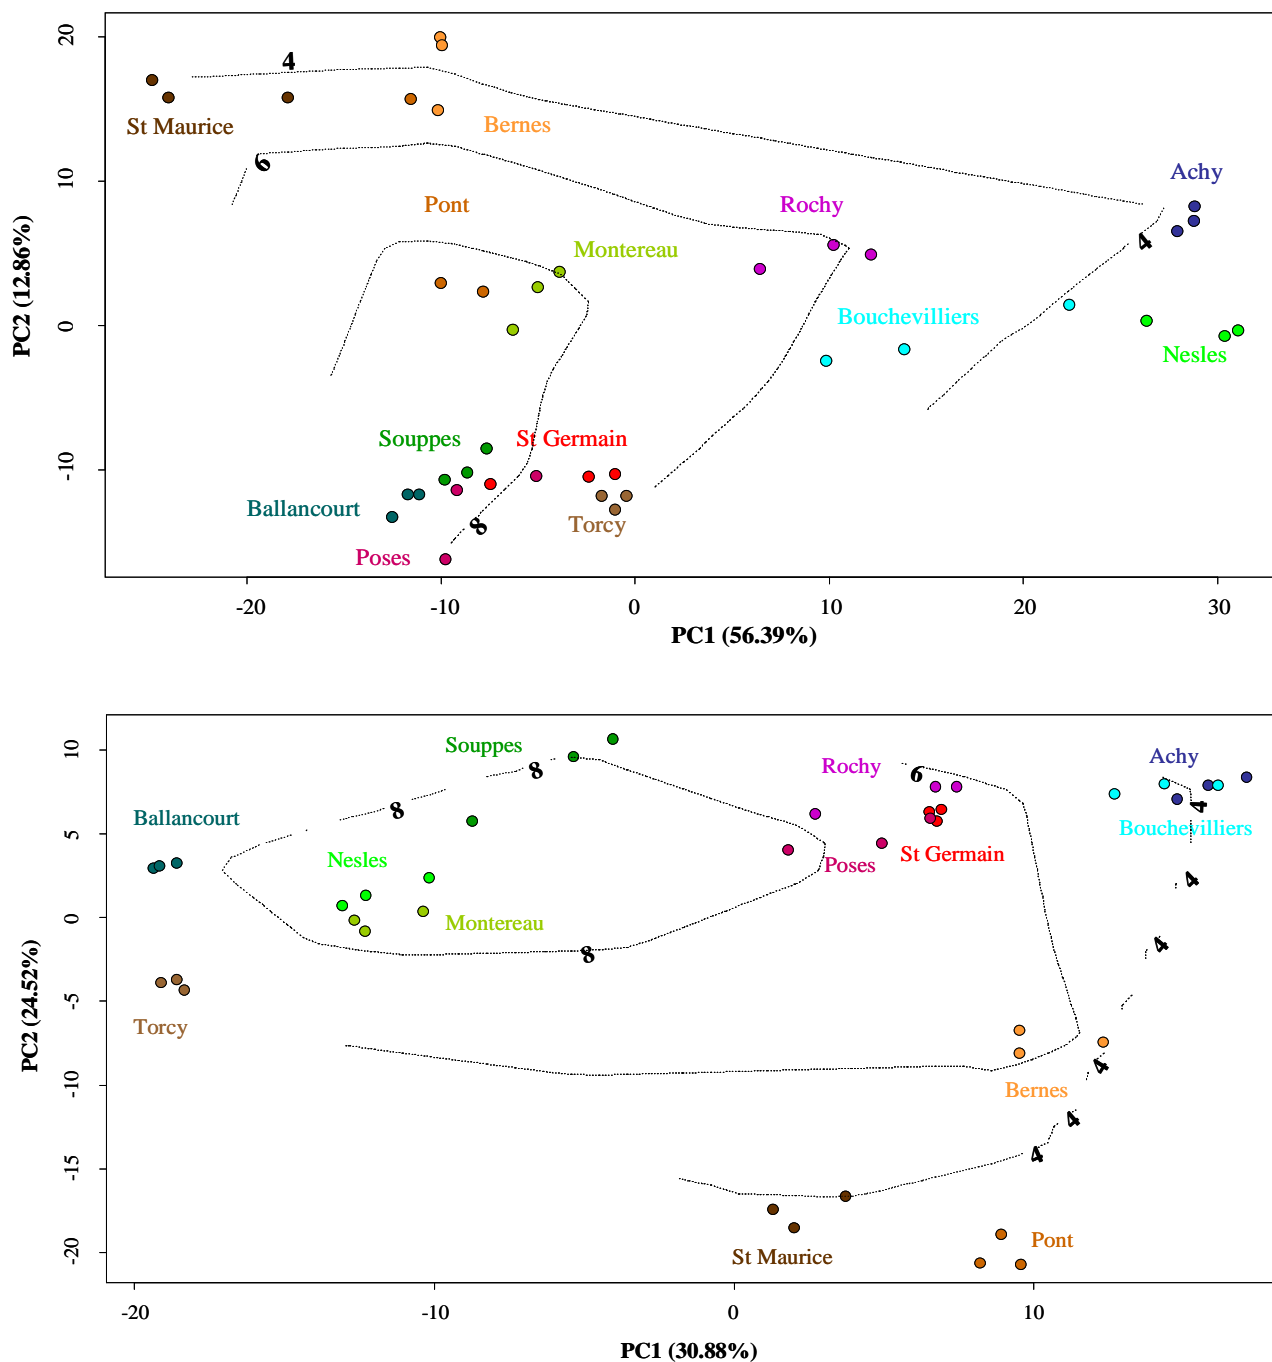 20
4
St Maurice
Bernes
6
10
Achy
Pont
Rochy
4
Montereau
PC2 (12.86%)
Bouchevilliers
0
Nesles
Souppes
St Germain
-10
Ballancourt
8
Torcy
Poses
-20
-10
0
10
20
30
PC1 (56.39%)
10
Souppes
8
Rochy
6
Achy
8
4
Ballancourt
Bouchevilliers
5
Nesles
St Germain
Poses
4
0
Montereau
8
4
PC2 (24.52%)
-5
Torcy
4
-10
Bernes
4
-15
4
Pont
-20
St Maurice
-20
-10
0
10
PC1 (30.88%)